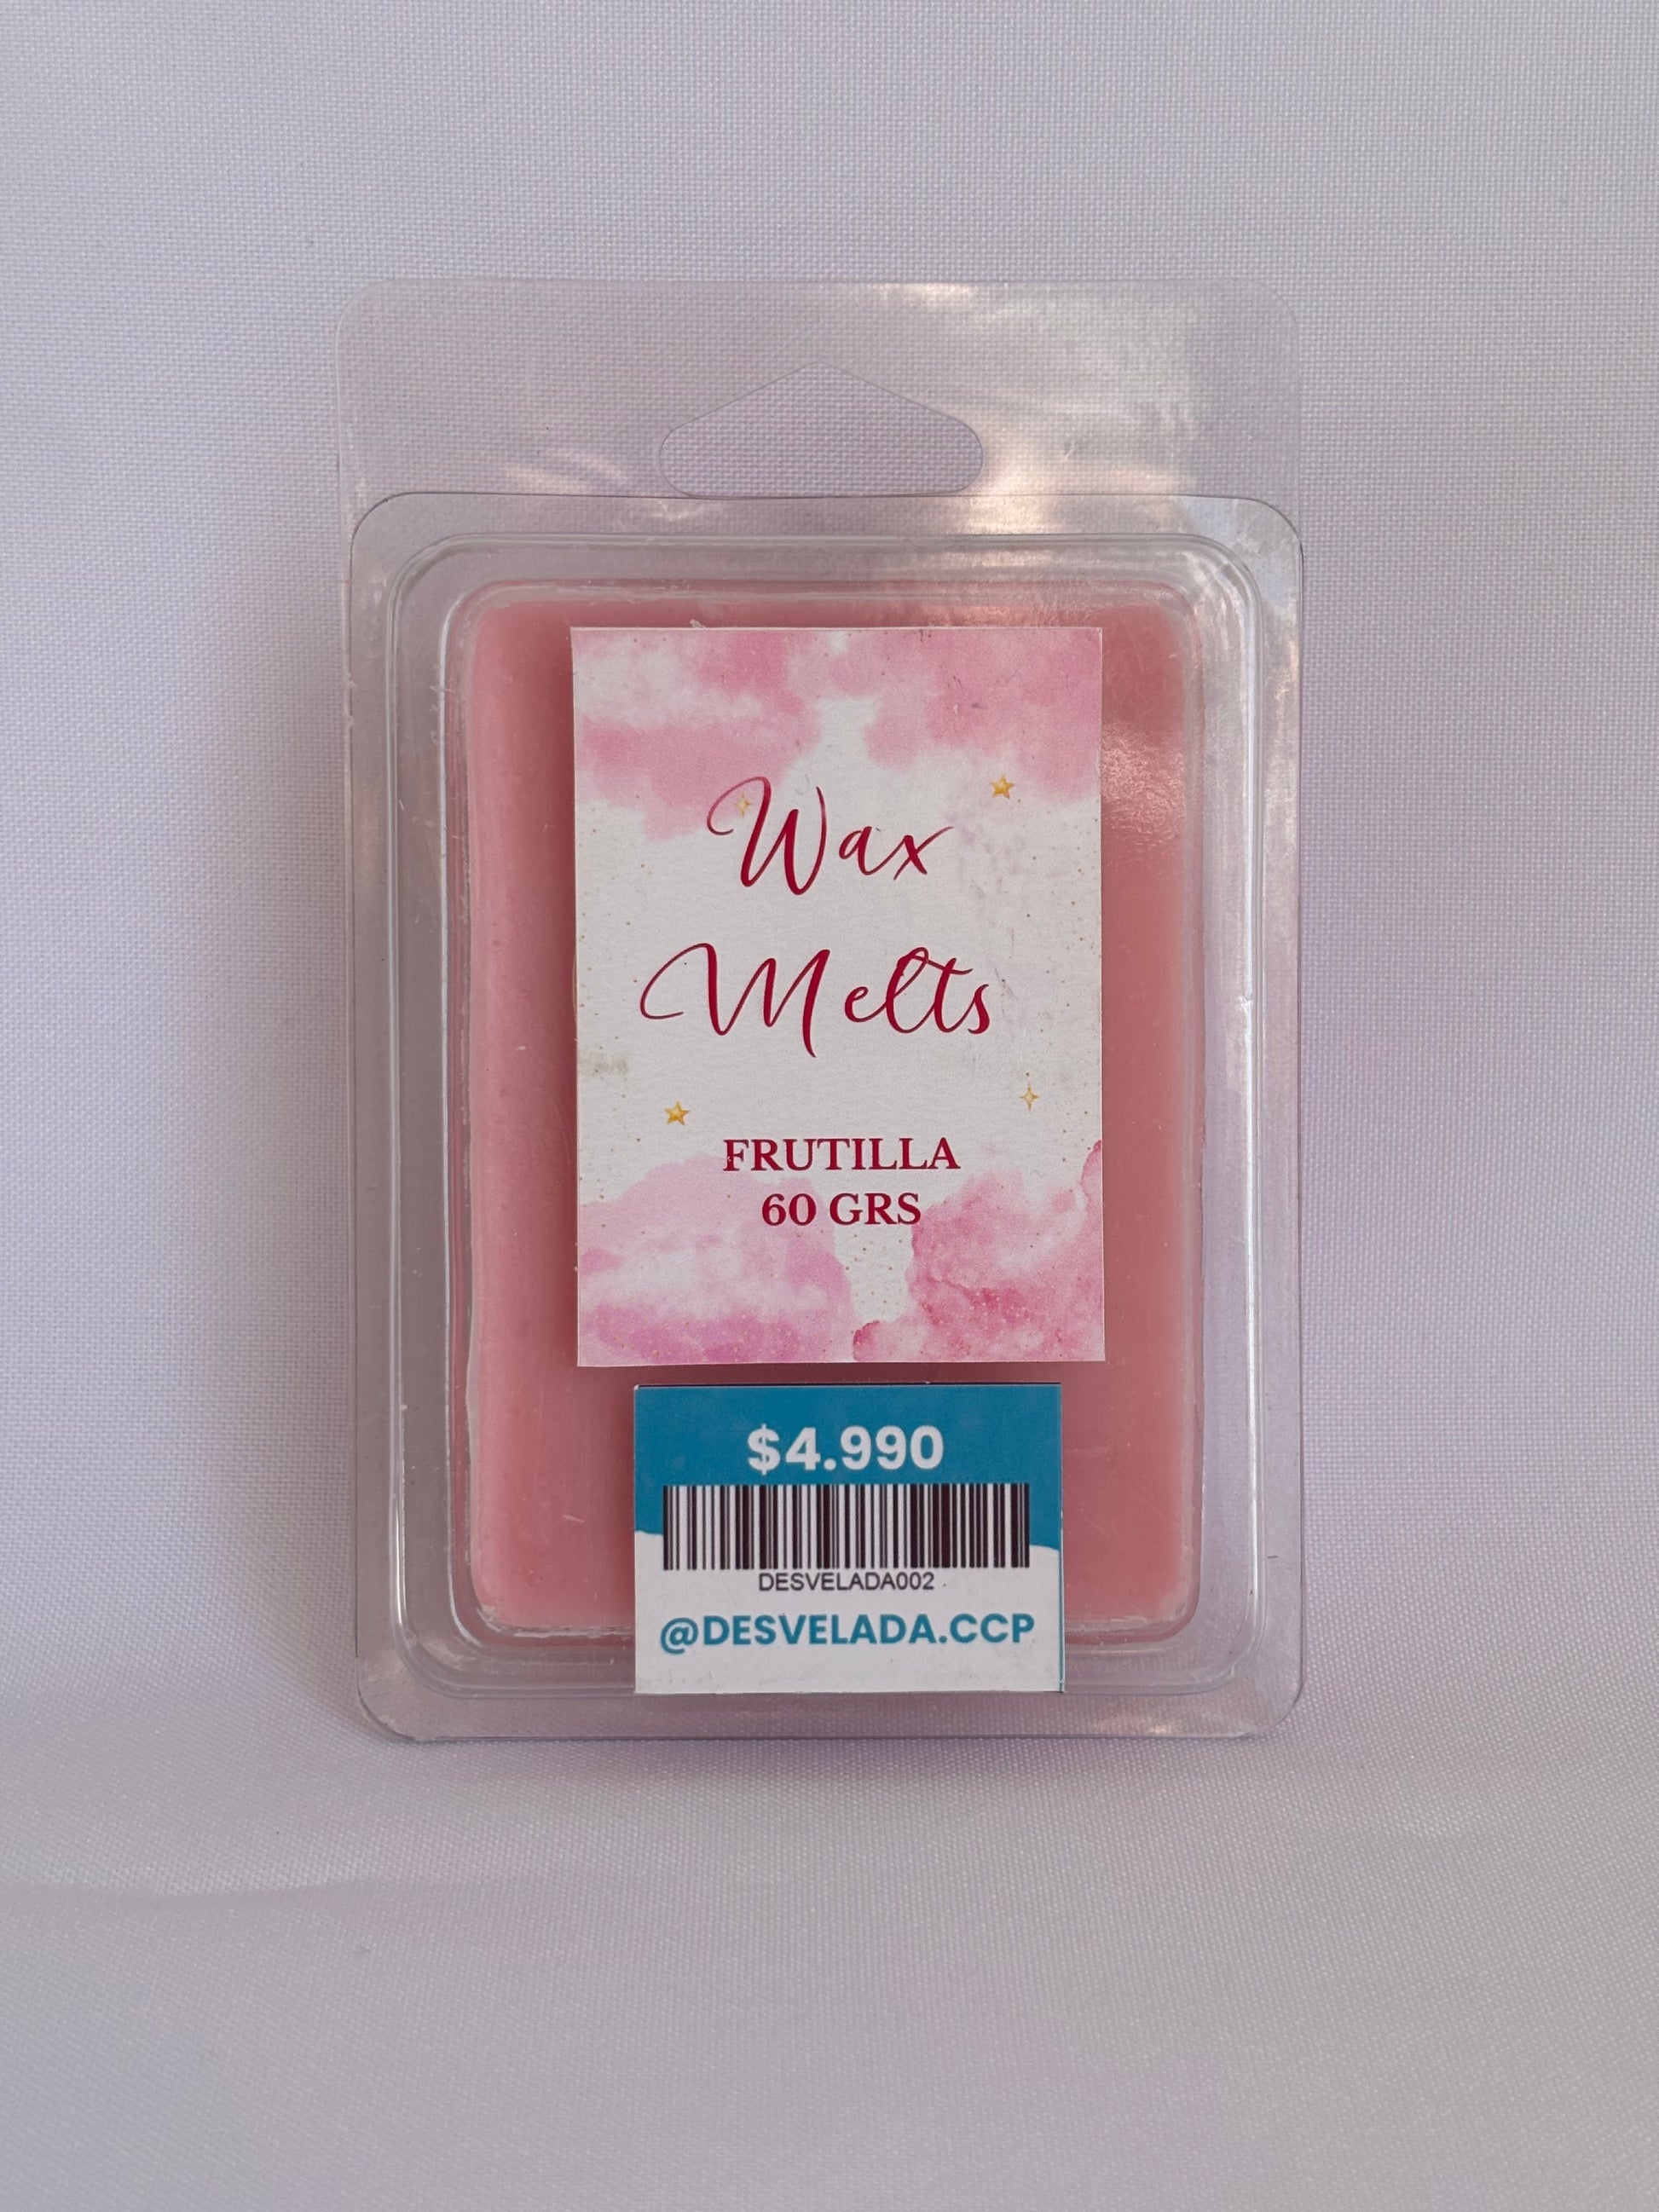 Wax
Melts
FRUTILLA
60 GRS
$4.990
DESVELADA002
@DESVELADA.CCP